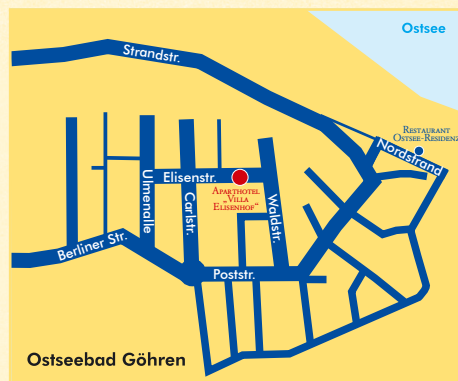 Ostsee
Strandstr.
RESTAURANT
OSTSEE-RESIDENZ
Nordstrand
Elisenstr.
Ulmenalle
Carlstr.
APARTHOTEL
„VILLA
ELISENHOF“
Waldstr.
Berliner Str.
Poststr.
Ostseebad Göhren